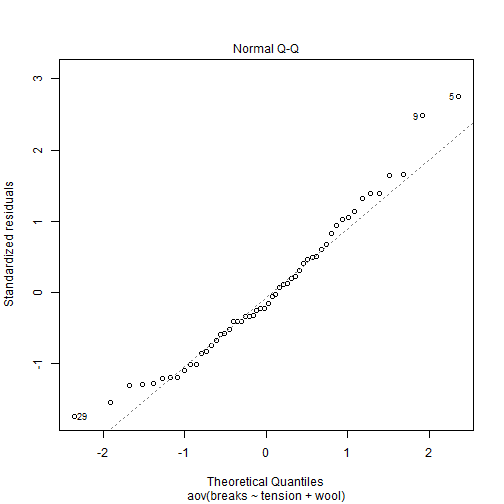 Normal Q-Q
3
2
1
0
-1
Standardized residuals
5
9
29
-2 -1 0 1 2
Theoretical Quantiles
aov(breaks ~ tension + wool)